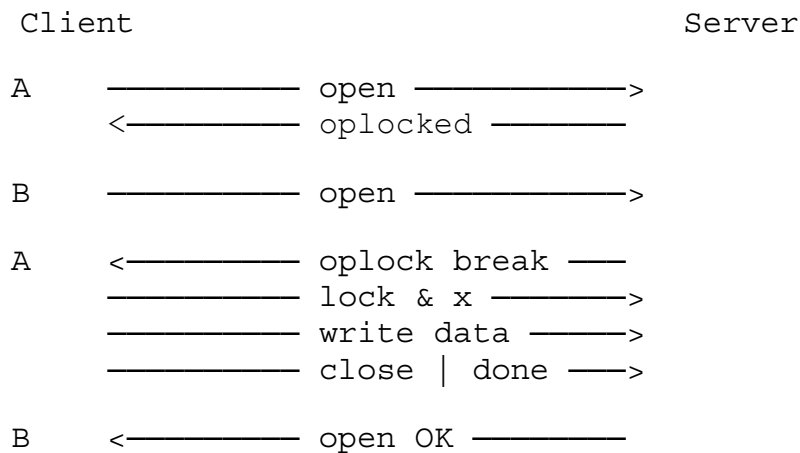 Client Server
A open
oplocked
B open
A oplock break
lock & x
write data
close | done
B open OK